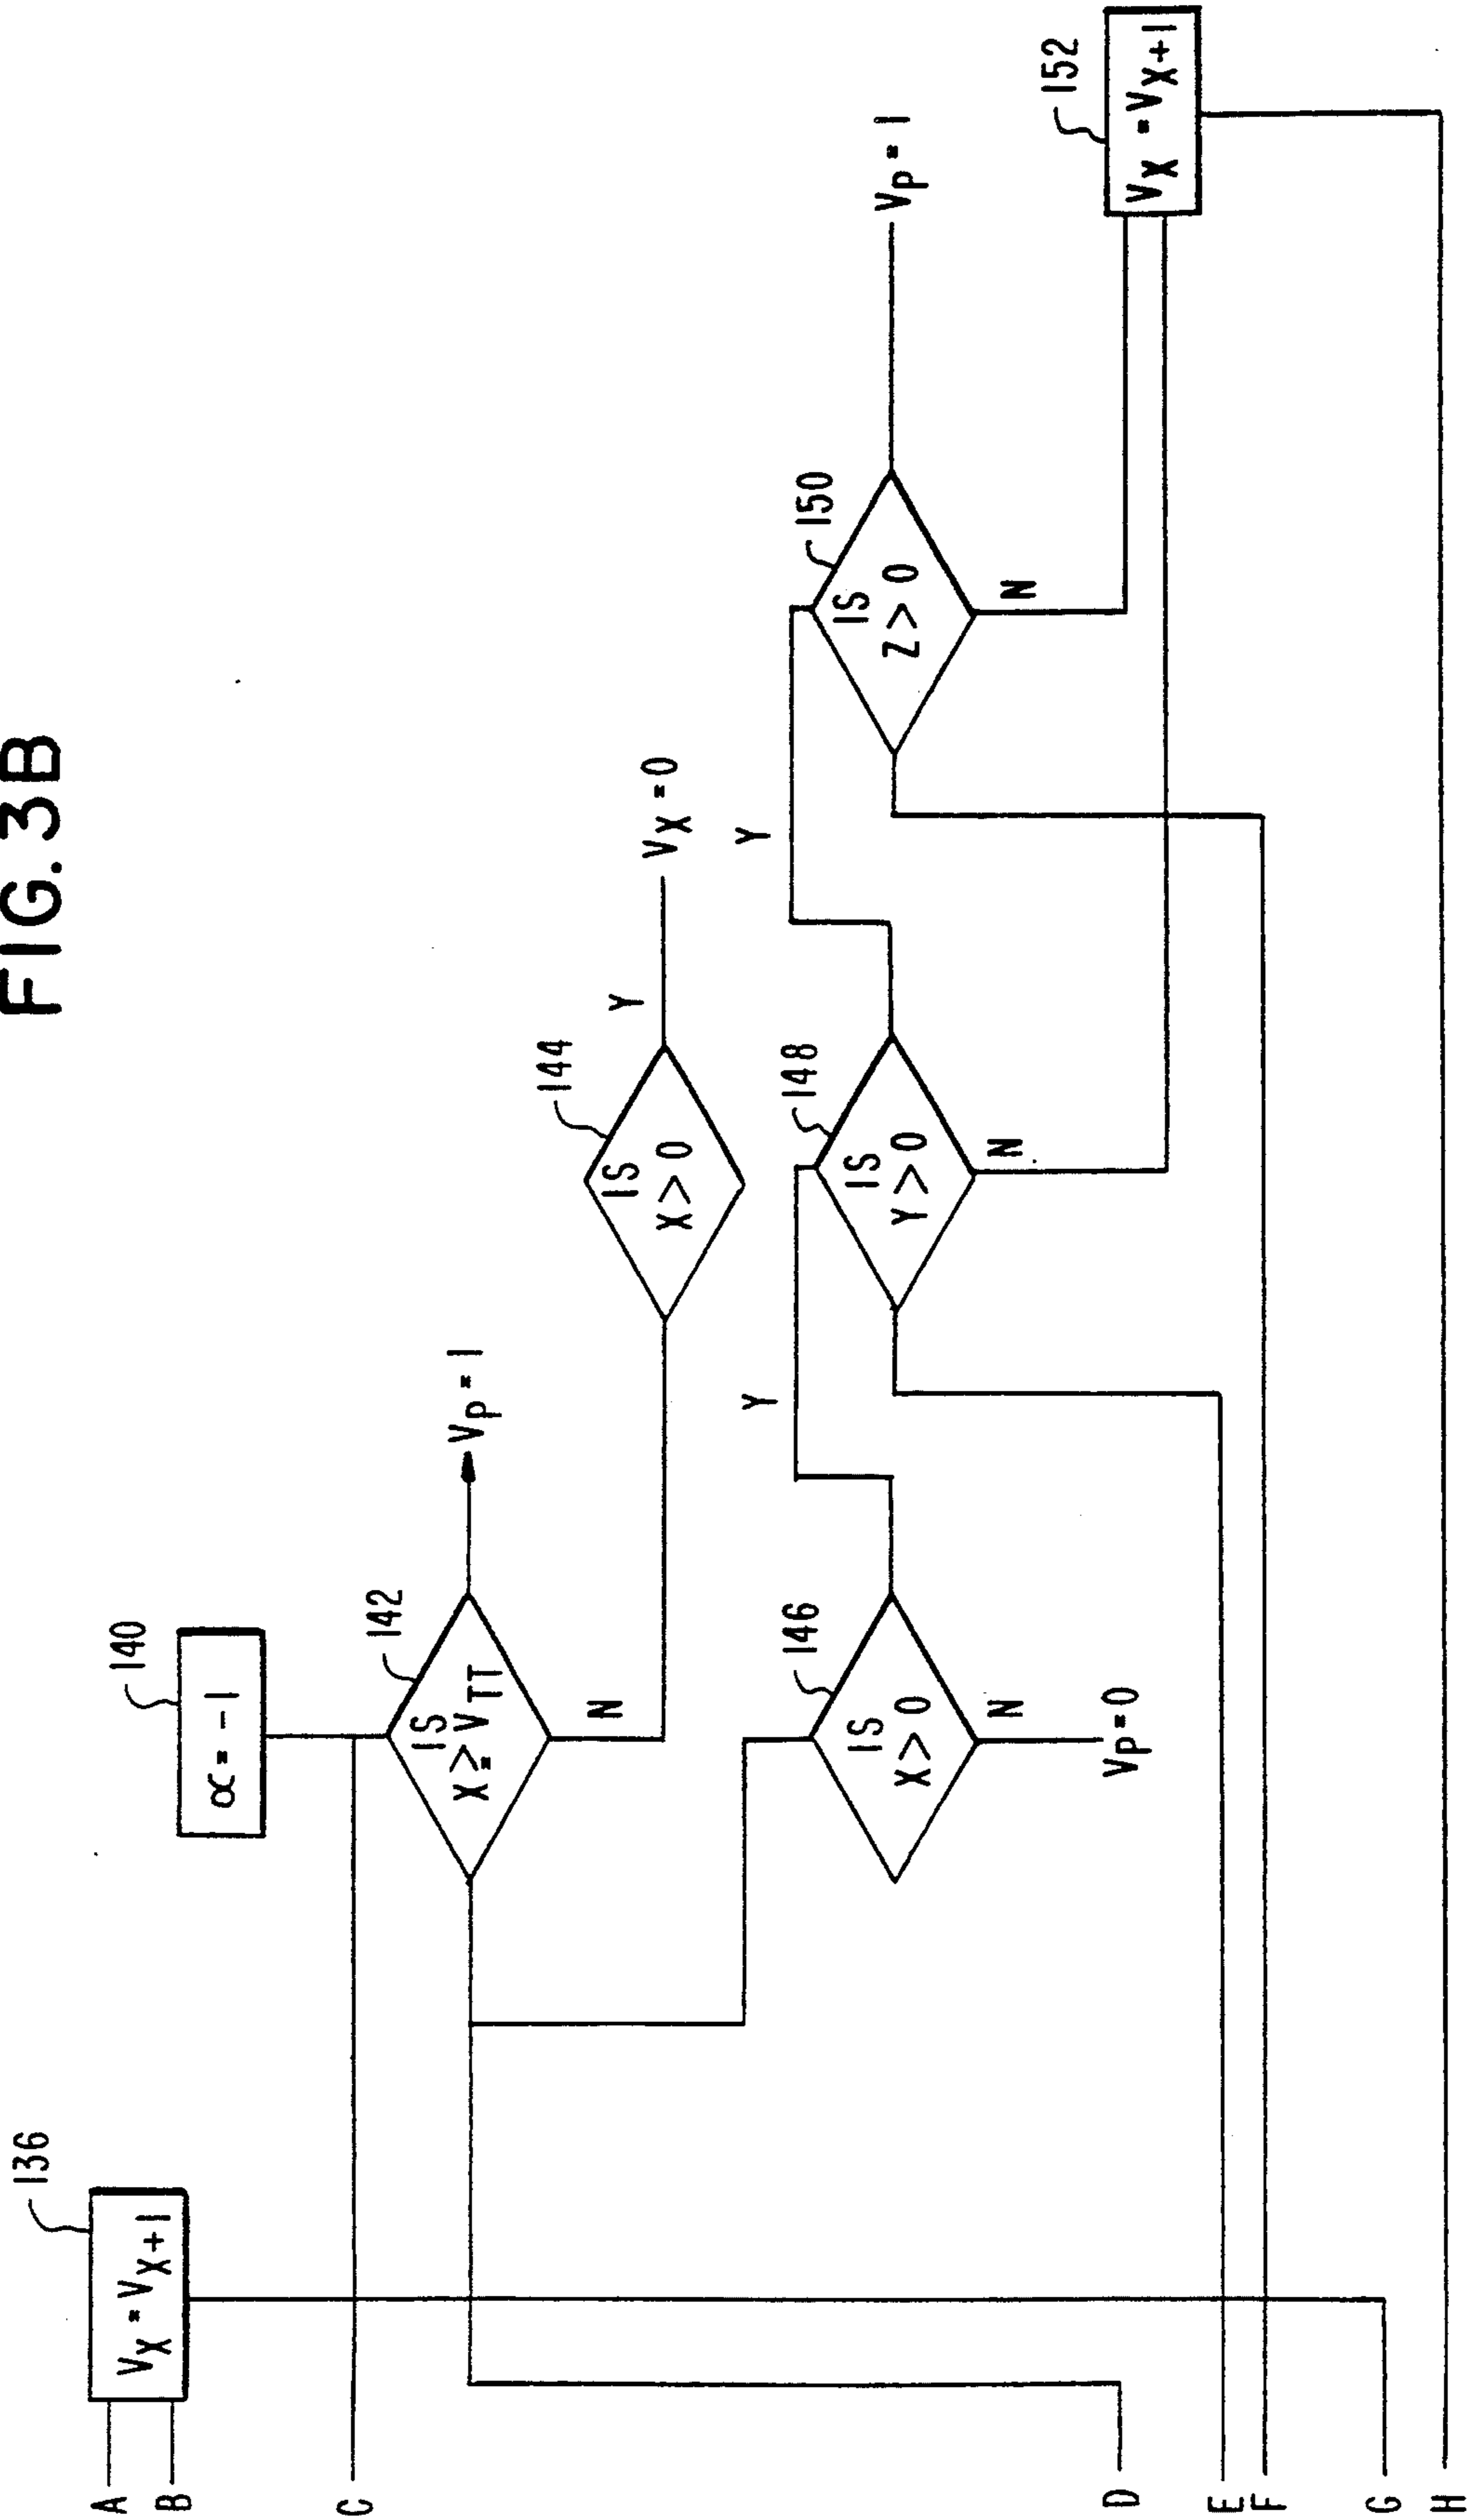 FIG. 3B
136
Vx = Vx+1
A
B
140
α = -1
C
142
IS
X >= VTT
Vp = 1
N
144
IS
X > 0
Y
Vx = 0
146
IS
X > 0
N
Vp = 0
Y
148
IS
Y > 0
N
Y
150
IS
Z > 0
N
Vp = 1
152
Vx = Vx+1
D
E
F
G
H